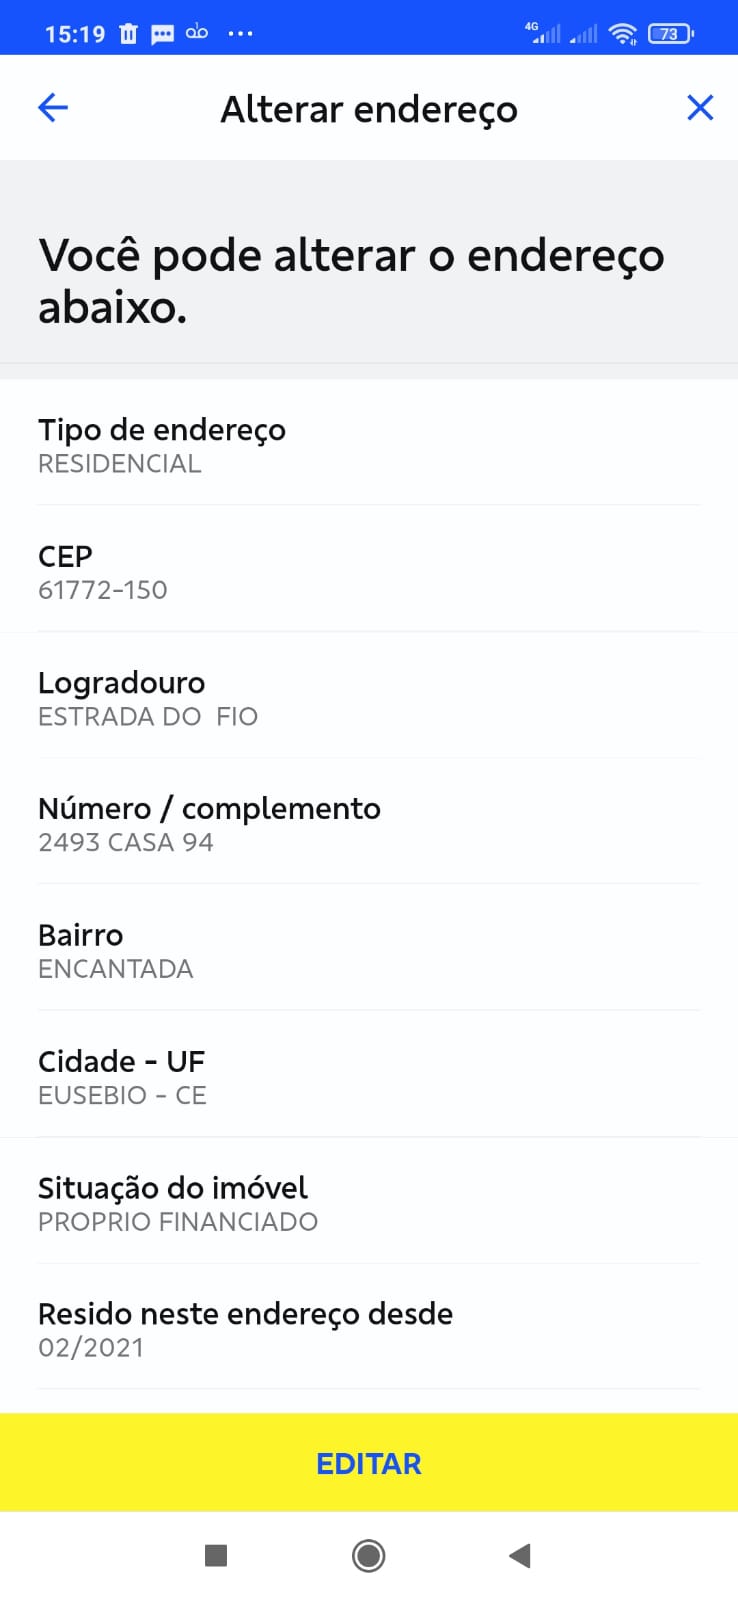 15:19
4G
73
Alterar endereço
Você pode alterar o endereço
abaixo.
Tipo de endereço
RESIDENCIAL
CEP
61772-150
Logradouro
ESTRADA DO  FIO
Número / complemento
2493 CASA 94
Bairro
ENCANTADA
Cidade - UF
EUSEBIO - CE
Situação do imóvel
PROPRIO FINANCIADO
Resido neste endereço desde
02/2021
EDITAR